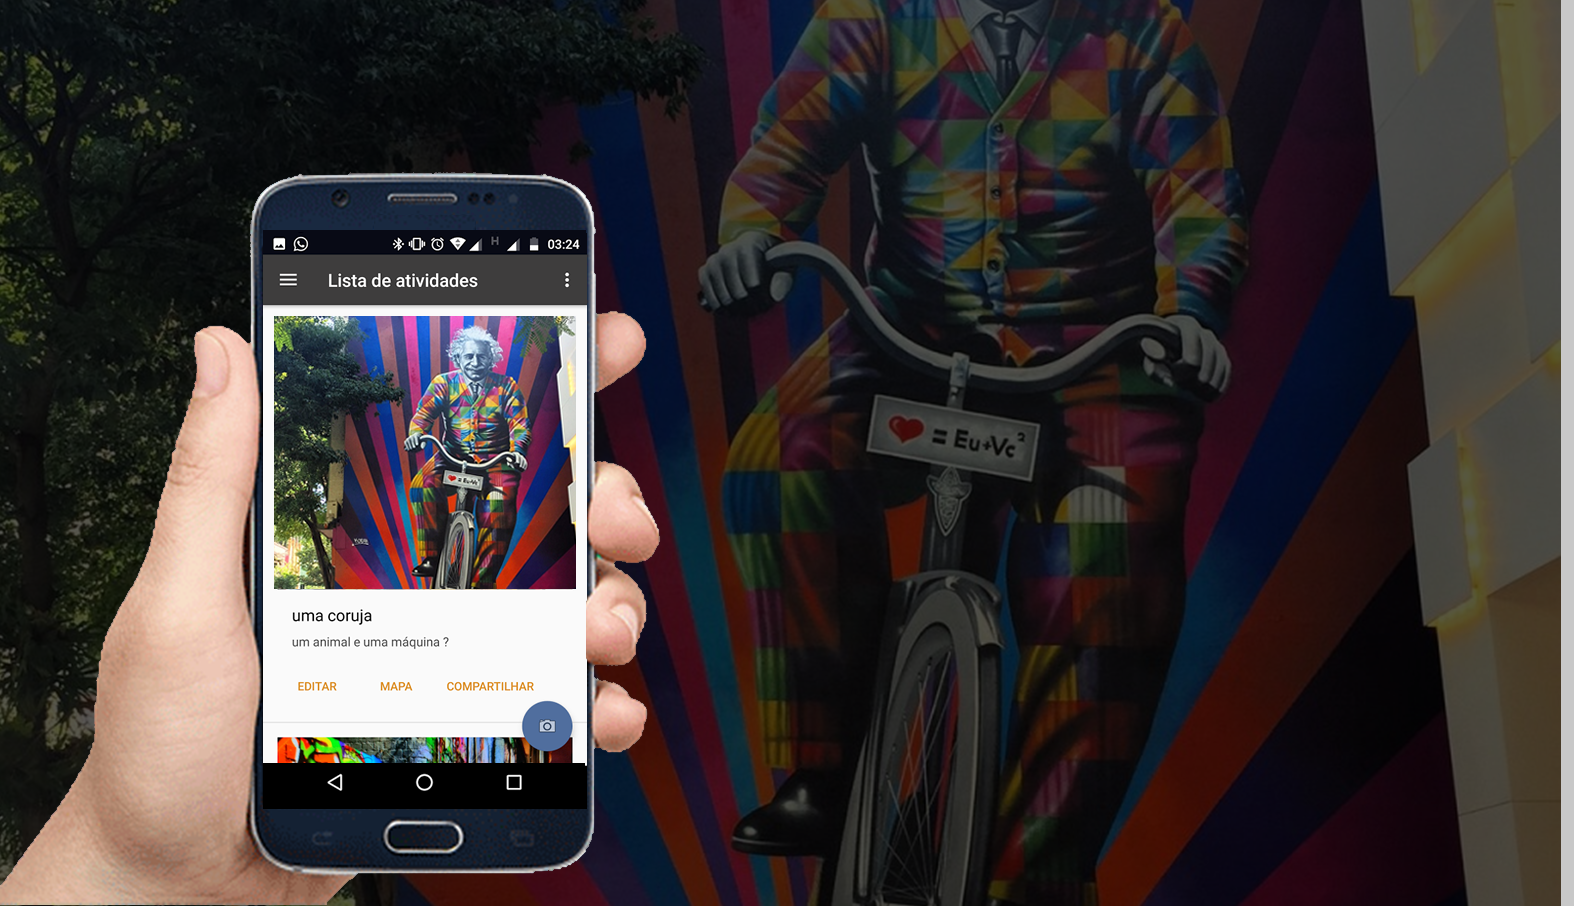 H 03:24
Lista de atividades
uma coruja
um animal e uma máquina ?
EDITAR MAPA COMPARTILHAR
= Eu+Vc²